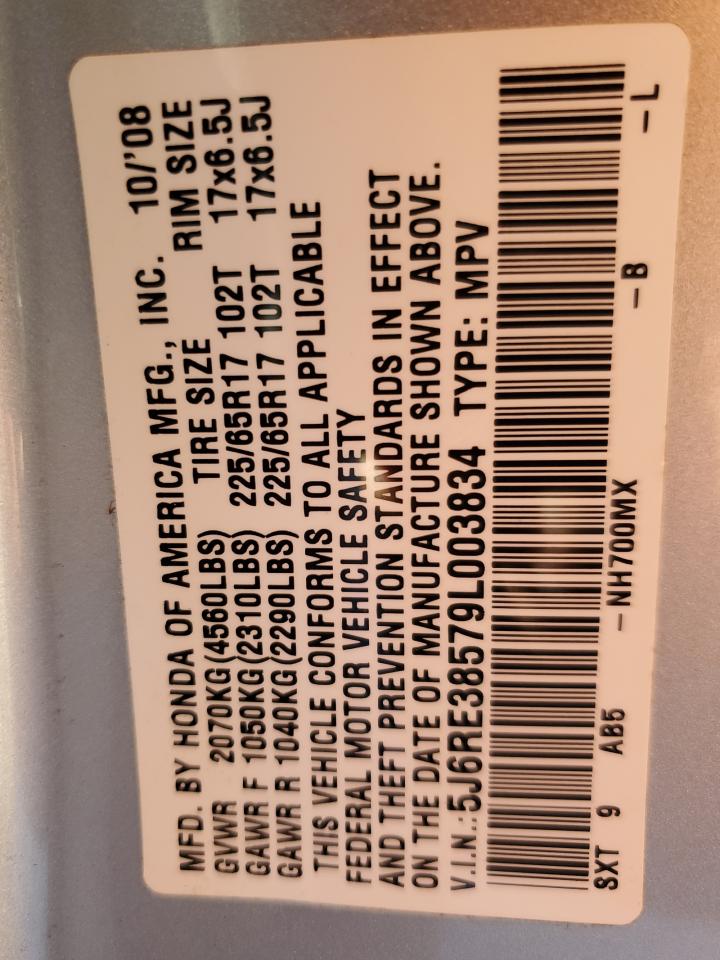 MFD. BY HONDA OF AMERICA MFG., INC. 10/'08
GVWR 2070KG(4560LBS) TIRE SIZE RIM SIZE
GAWR F 1050KG(2310LBS) 225/65R17 102T 17x6.5J
GAWR R 1040KG(2290LBS) 225/65R17 102T 17x6.5J
THIS VEHICLE CONFORMS TO ALL APPLICABLE
FEDERAL MOTOR VEHICLE SAFETY
AND THEFT PREVENTION STANDARDS IN EFFECT
ON THE DATE OF MANUFACTURE SHOWN ABOVE.
V.I.N.:5J6RE38579L003834 TYPE: MPV
SXT 9 AB5 -NH700MX -B -L